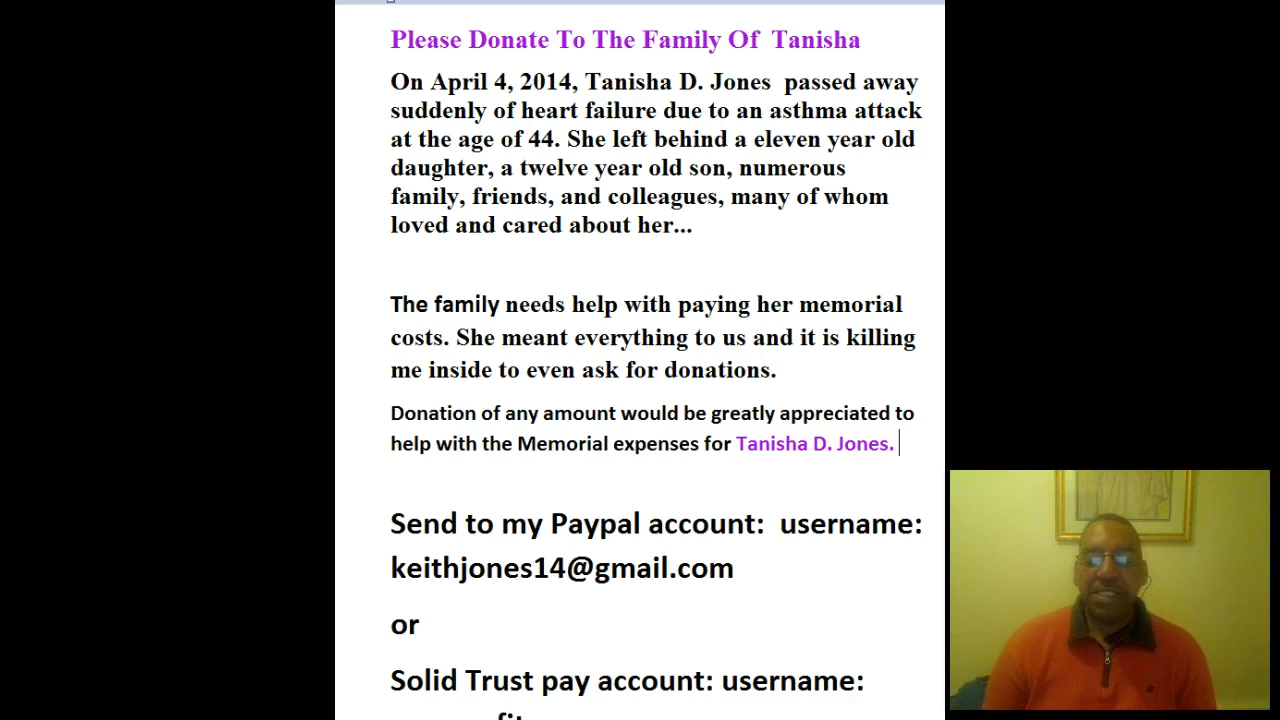 Please Donate To The Family Of Tanisha
On April 4, 2014, Tanisha D. Jones passed away
suddenly of heart failure due to an asthma attack
at the age of 44. She left behind a eleven year old
daughter, a twelve year old son, numerous
family, friends, and colleagues, many of whom
loved and cared about her...
The family needs help with paying her memorial
costs. She meant everything to us and it is killing
me inside to even ask for donations.
Donation of any amount would be greatly appreciated to
help with the Memorial expenses for Tanisha D. Jones.
Send to my Paypal account: username:
keithjones14@gmail.com
or
Solid Trust pay account: username: